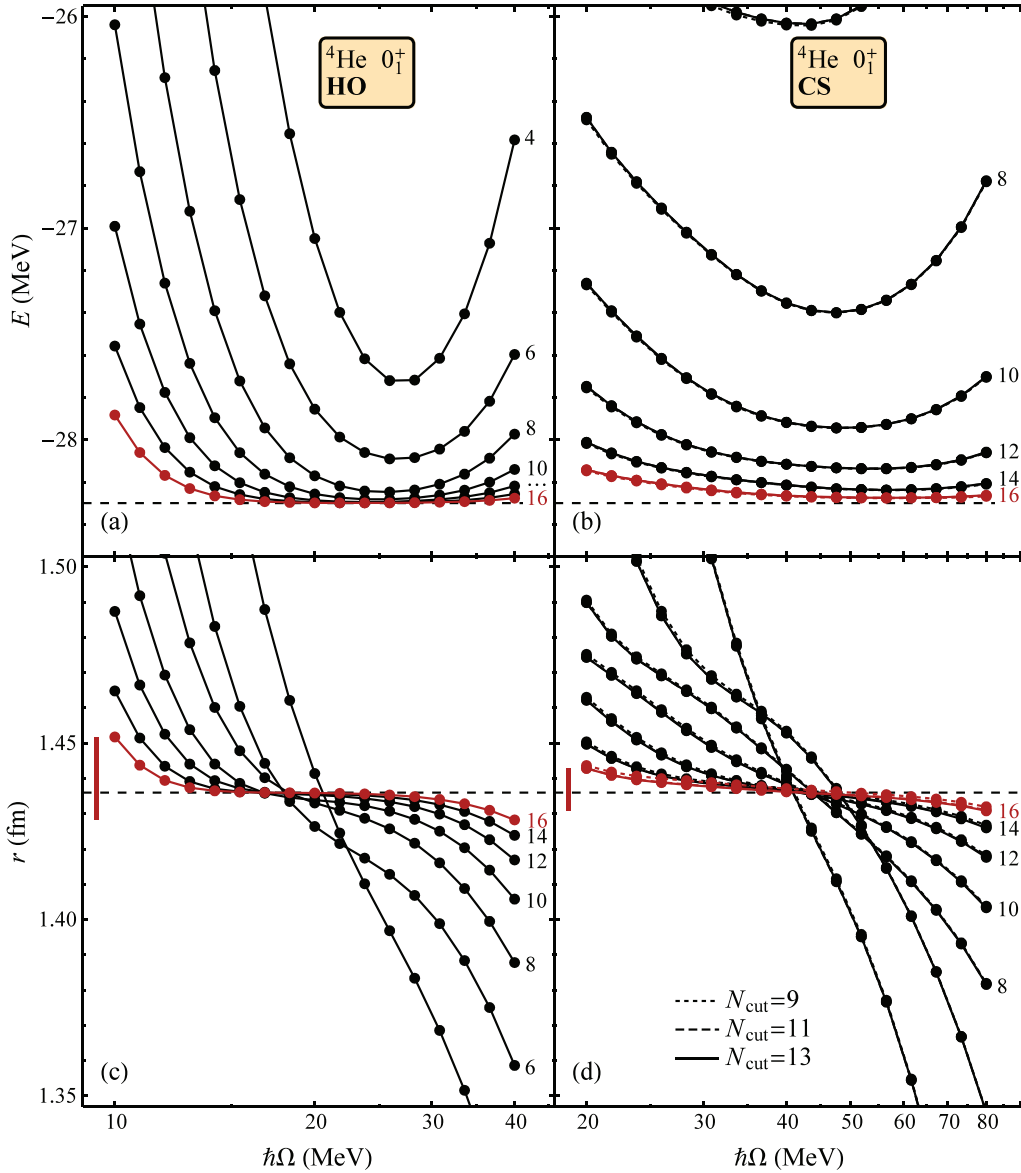 −26
−27
−28
E (MeV)
⁴He 0₁⁺
HO
4
6
8
10
...
16
(a)
⁴He 0₁⁺
CS
8
10
12
14
16
(b)
1.50
1.45
1.40
1.35
r (fm)
16
14
12
10
8
6
(c)
10
20
30
40
ℏΩ (MeV)
16
14
12
10
8
N_cut=9
N_cut=11
N_cut=13
(d)
20
30
40
50
60
70
80
ℏΩ (MeV)